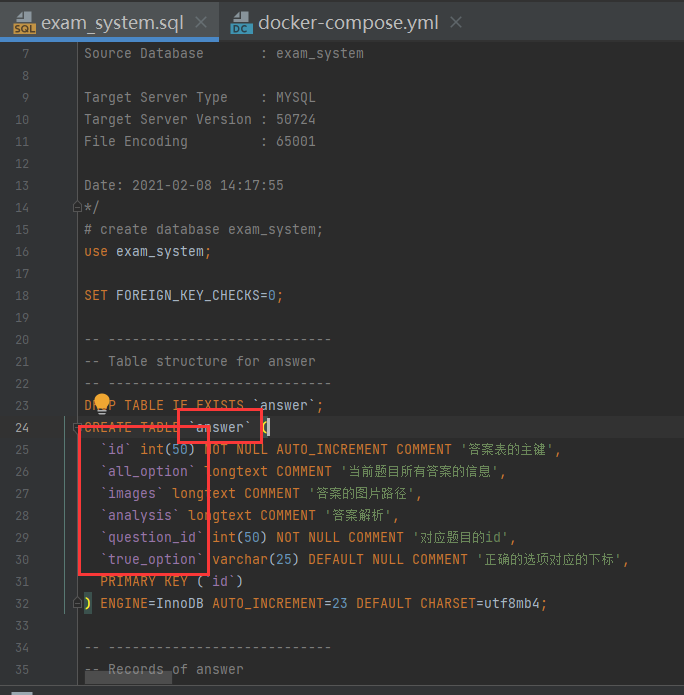 exam_system.sql
docker-compose.yml
7 Source Database : exam_system
8
9 Target Server Type : MYSQL
10 Target Server Version : 50724
11 File Encoding : 65001
12
13 Date: 2021-02-08 14:17:55
14 */
15 # create database exam_system;
16 use exam_system;
17
18 SET FOREIGN_KEY_CHECKS=0;
19
20 -- ----------------------------
21 -- Table structure for answer
22 -- ----------------------------
23 DROP TABLE IF EXISTS `answer`;
24 CREATE TABLE `answer` (
25 `id` int(50) NOT NULL AUTO_INCREMENT COMMENT '答案表的主键',
26 `all_option` longtext COMMENT '当前题目所有答案的信息',
27 `images` longtext COMMENT '答案的图片路径',
28 `analysis` longtext COMMENT '答案解析',
29 `question_id` int(50) NOT NULL COMMENT '对应题目的id',
30 `true_option` varchar(25) DEFAULT NULL COMMENT '正确的选项对应的下标',
31 PRIMARY KEY (`id`)
32 ) ENGINE=InnoDB AUTO_INCREMENT=23 DEFAULT CHARSET=utf8mb4;
33
34 -- ----------------------------
35 -- Records of answer